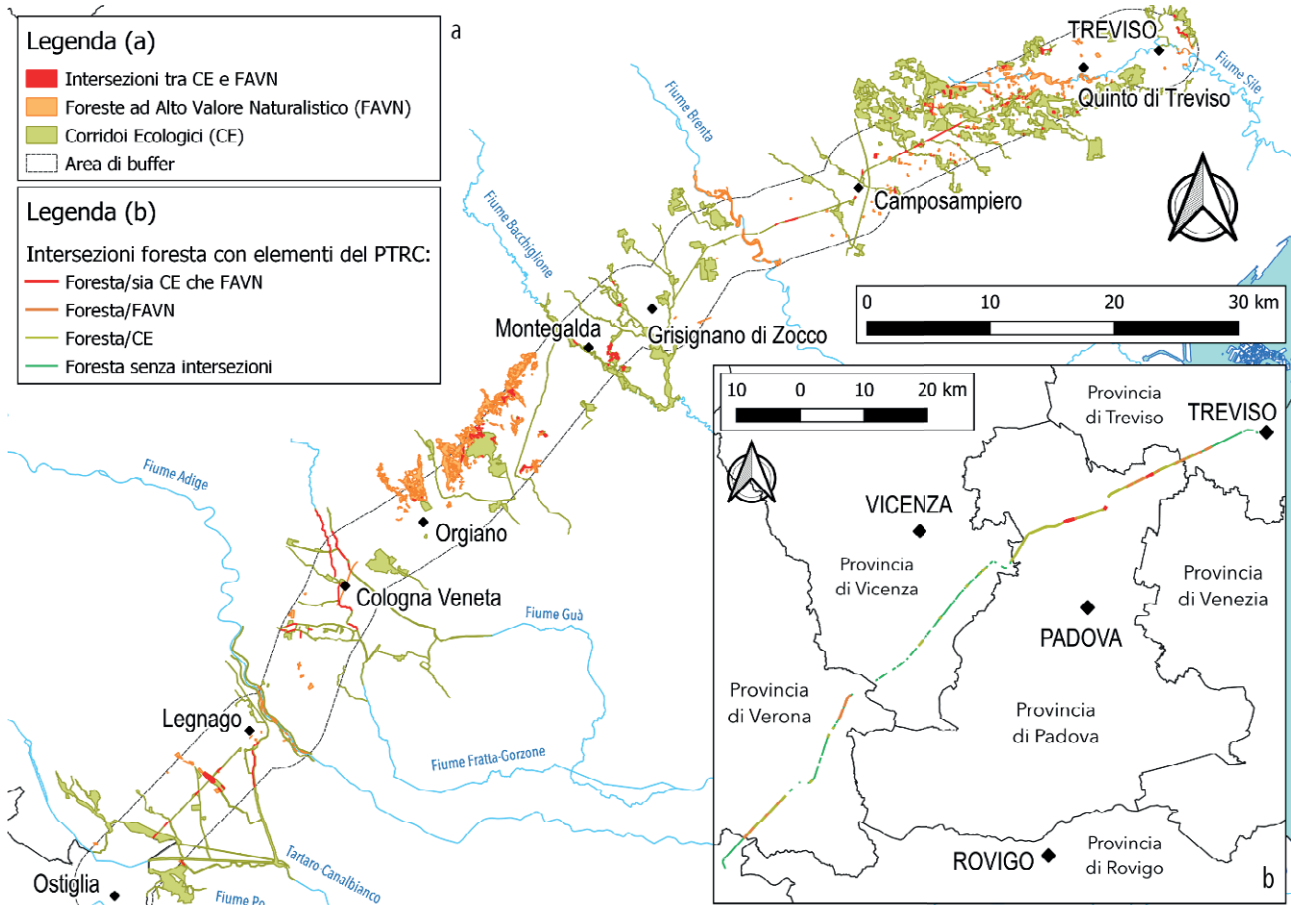 Legenda (a)
Intersezioni tra CE e FAVN
Foreste ad Alto Valore Naturalistico (FAVN)
Corridoi Ecologici (CE)
Area di buffer
Legenda (b)
Intersezioni foresta con elementi del PTRC:
Foresta/sia CE che FAVN
Foresta/FAVN
Foresta/CE
Foresta senza intersezioni
a
TREVISO
Fiume Sile
Quinto di Treviso
Fiume Brenta
Camposampiero
Fiume Bacchiglione
0 10 20 30 km
Montegalda
Grisignano di Zocco
Fiume Adige
Orgiano
Cologna Veneta
Fiume Guà
Legnago
Fiume Fratta-Gorzone
Tartaro Canalbianco
Ostiglia
Fiume Po
10 0 10 20 km
Provincia
di Treviso
TREVISO
VICENZA
Provincia
di Vicenza
Provincia
di Venezia
PADOVA
Provincia
di Verona
Provincia
di Padova
ROVIGO
Provincia
di Rovigo
b